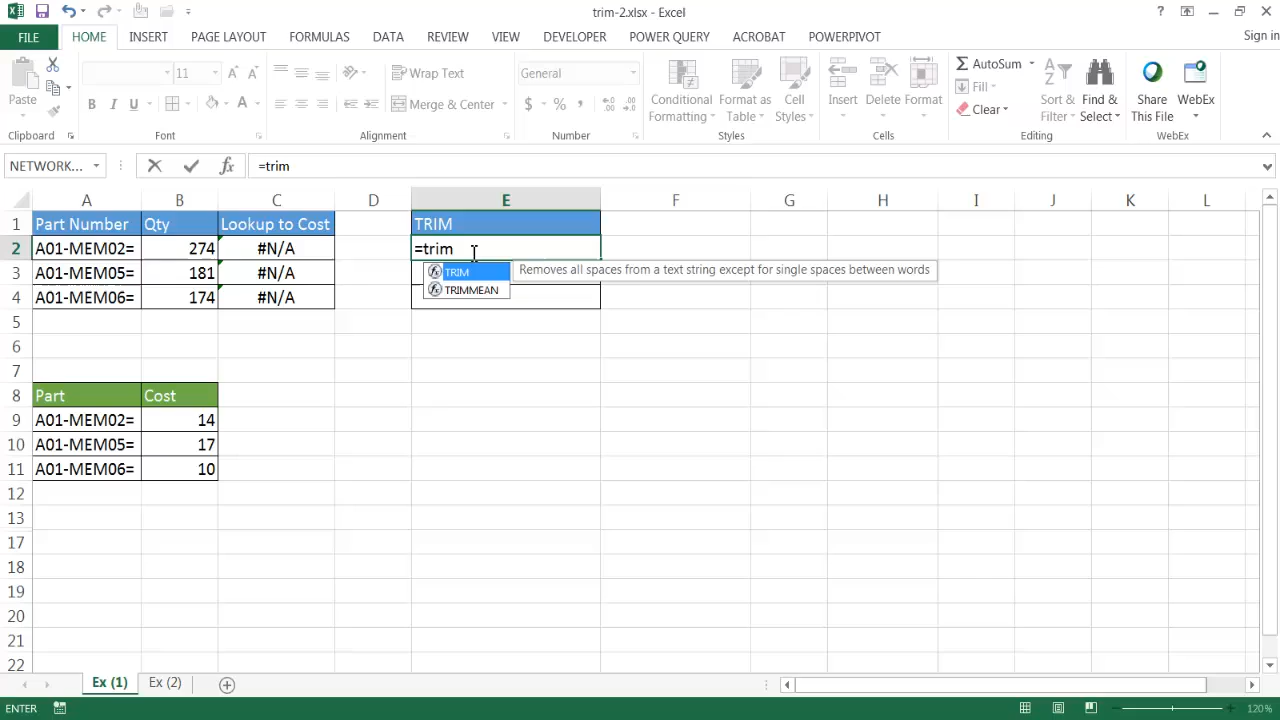 trim-2.xlsx - Excel
FILE HOME INSERT PAGE LAYOUT FORMULAS DATA REVIEW VIEW DEVELOPER POWER QUERY ACROBAT POWERPIVOT Sign in
Paste
11 A A
B I U A
Wrap Text
Merge & Center
General
$ % ,
Conditional Formatting
Format as Table
Cell Styles
Insert Delete Format
AutoSum
Fill
Clear
Sort & Filter
Find & Select
Share This File
WebEx
Clipboard Font Alignment Number Styles Cells Editing WebEx
NETWORK... fx =trim
A B C D E F G H I J K L
1 Part Number Qty Lookup to Cost TRIM
2 A01-MEM02= 274 #N/A =trim
TRIM Removes all spaces from a text string except for single spaces between words
3 A01-MEM05= 181 #N/A
TRIMMEAN
4 A01-MEM06= 174 #N/A
5
6
7
8 Part Cost
9 A01-MEM02= 14
10 A01-MEM05= 17
11 A01-MEM06= 10
12
13
14
15
16
17
18
19
20
21
22
Ex (1) Ex (2)
ENTER 120%